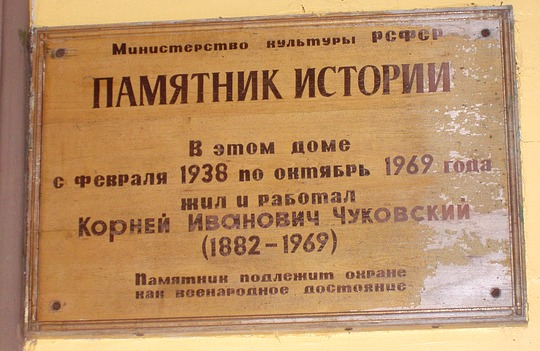 Министерство культуры РСФСР
ПАМЯТНИК ИСТОРИИ
В этом доме
с февраля 1938 по октябрь 1969 года
жил и работал
Корней Иванович Чуковский
(1882-1969)
Памятник подлежит охране
как всенародное достояние